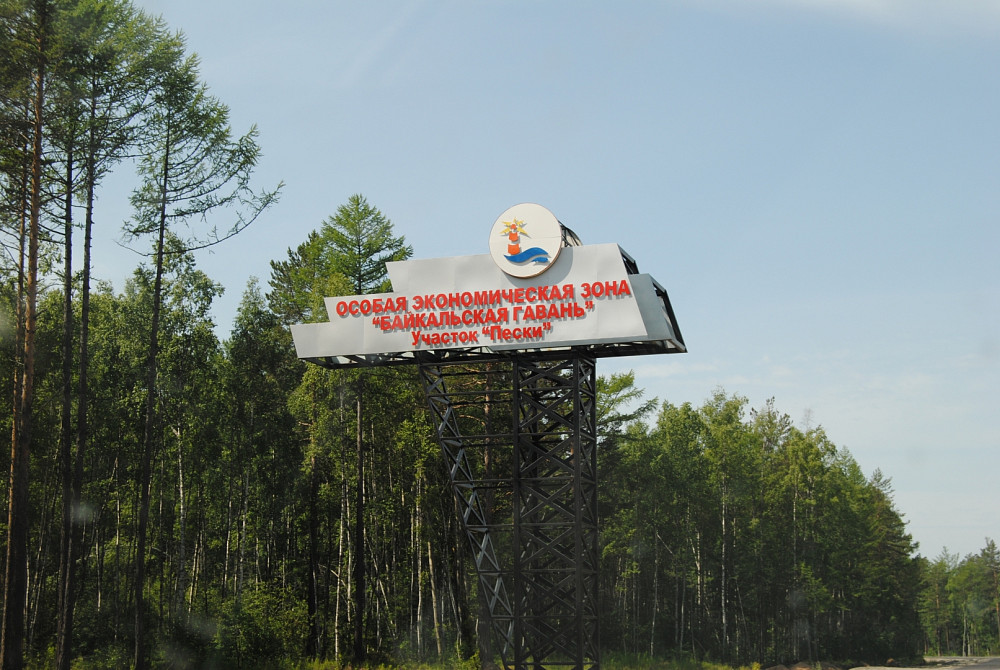 ОСОБАЯ ЭКОНОМИЧЕСКАЯ ЗОНА
"БАЙКАЛЬСКАЯ ГАВАНЬ"
Участок "Пески"